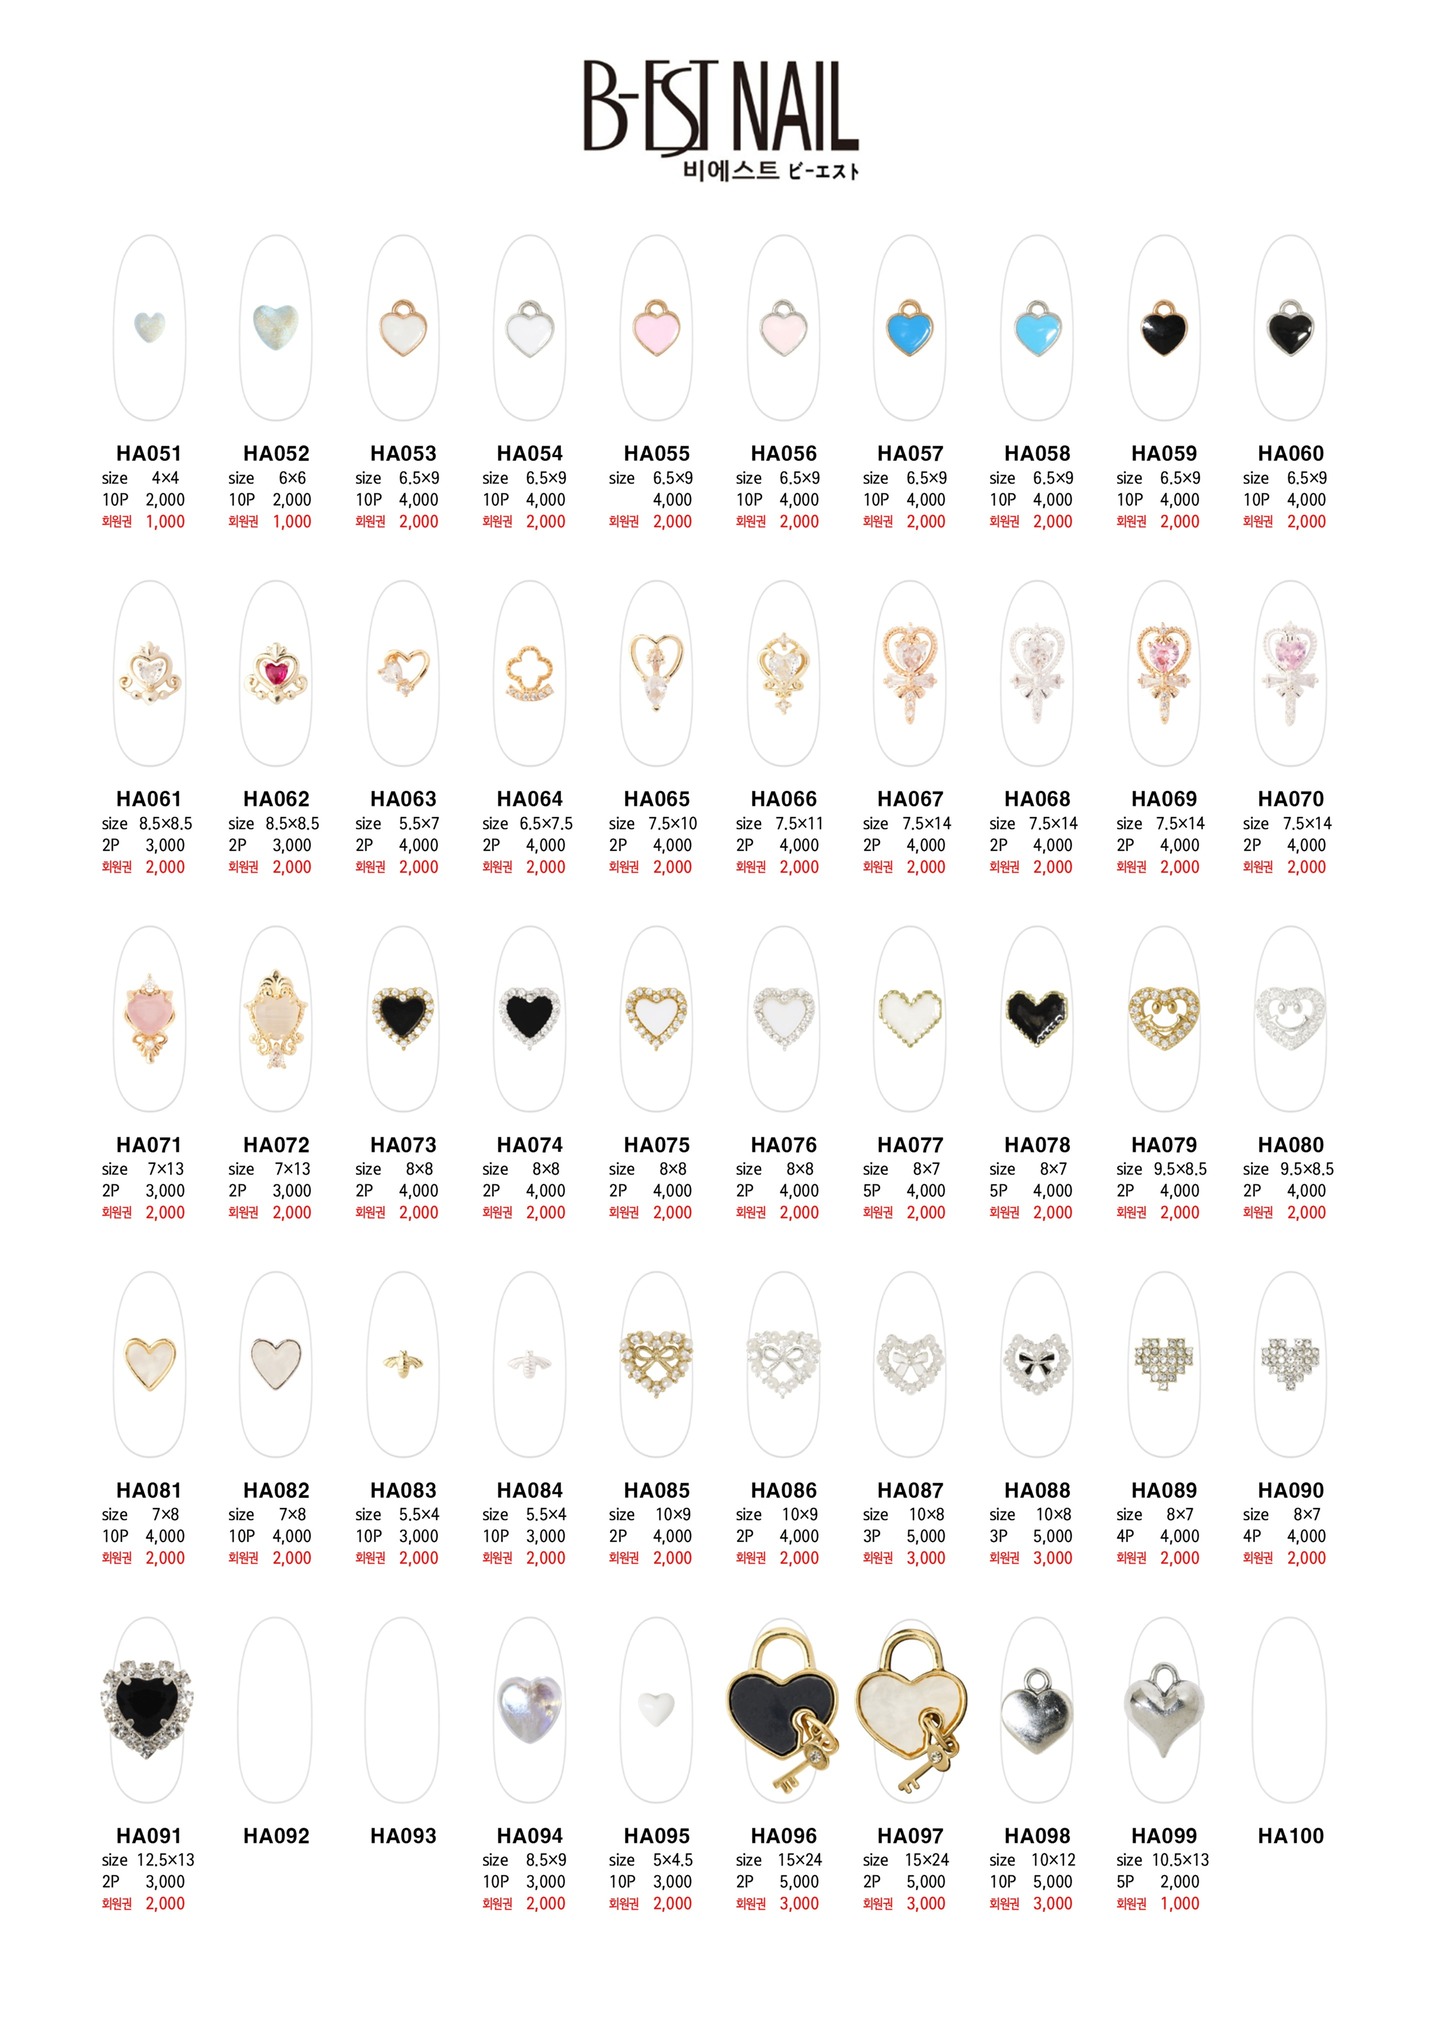 B-EST NAIL
비에스트 ビーエスト
HA051 HA052 HA053 HA054 HA055 HA056 HA057 HA058 HA059 HA060
size 4×4 size 6×6 size 6.5×9 size 6.5×9 size 6.5×9 size 6.5×9 size 6.5×9 size 6.5×9 size 6.5×9 size 6.5×9
10P 2,000 10P 2,000 10P 4,000 10P 4,000 4,000 10P 4,000 10P 4,000 10P 4,000 10P 4,000 10P 4,000
회원권 1,000 회원권 1,000 회원권 2,000 회원권 2,000 회원권 2,000 회원권 2,000 회원권 2,000 회원권 2,000 회원권 2,000 회원권 2,000
HA061 HA062 HA063 HA064 HA065 HA066 HA067 HA068 HA069 HA070
size 8.5×8.5 size 8.5×8.5 size 5.5×7 size 6.5×7.5 size 7.5×10 size 7.5×11 size 7.5×14 size 7.5×14 size 7.5×14 size 7.5×14
2P 3,000 2P 3,000 2P 4,000 2P 4,000 2P 4,000 2P 4,000 2P 4,000 2P 4,000 2P 4,000 2P 4,000
회원권 2,000 회원권 2,000 회원권 2,000 회원권 2,000 회원권 2,000 회원권 2,000 회원권 2,000 회원권 2,000 회원권 2,000 회원권 2,000
HA071 HA072 HA073 HA074 HA075 HA076 HA077 HA078 HA079 HA080
size 7×13 size 7×13 size 8×8 size 8×8 size 8×8 size 8×8 size 8×7 size 8×7 size 9.5×8.5 size 9.5×8.5
2P 3,000 2P 3,000 2P 4,000 2P 4,000 2P 4,000 2P 4,000 5P 4,000 5P 4,000 2P 4,000 2P 4,000
회원권 2,000 회원권 2,000 회원권 2,000 회원권 2,000 회원권 2,000 회원권 2,000 회원권 2,000 회원권 2,000 회원권 2,000 회원권 2,000
HA081 HA082 HA083 HA084 HA085 HA086 HA087 HA088 HA089 HA090
size 7×8 size 7×8 size 5.5×4 size 5.5×4 size 10×9 size 10×9 size 10×8 size 10×8 size 8×7 size 8×7
10P 4,000 10P 4,000 10P 3,000 10P 3,000 2P 4,000 2P 4,000 3P 5,000 3P 5,000 4P 4,000 4P 4,000
회원권 2,000 회원권 2,000 회원권 2,000 회원권 2,000 회원권 2,000 회원권 2,000 회원권 3,000 회원권 3,000 회원권 2,000 회원권 2,000
HA091 HA092 HA093 HA094 HA095 HA096 HA097 HA098 HA099 HA100
size 12.5×13 size 8.5×9 size 5×4.5 size 15×24 size 15×24 size 10×12 size 10.5×13
2P 3,000 10P 3,000 10P 3,000 2P 5,000 2P 5,000 10P 5,000 5P 2,000
회원권 2,000 회원권 2,000 회원권 2,000 회원권 3,000 회원권 3,000 회원권 3,000 회원권 1,000